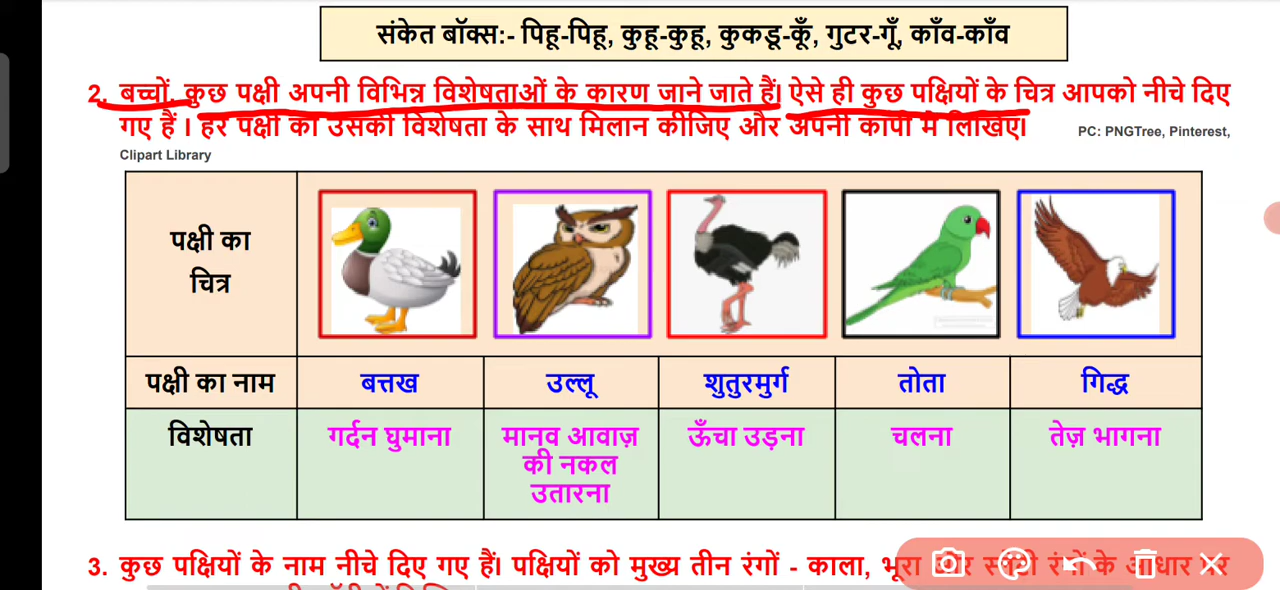 संकेत बॉक्स:- पिहू-पिहू, कुहू-कुहू, कुकडू-कूँ, गुटर-गूँ, काँव-काँव
2. बच्चों, कुछ पक्षी अपनी विभिन्न विशेषताओं के कारण जाने जाते हैं। ऐसे ही कुछ पक्षियों के चित्र आपको नीचे दिए
गए हैं । हर पक्षी का उसकी विशेषता के साथ मिलान कीजिए और अपनी कापी में लिखिए। PC: PNGTree, Pinterest,
Clipart Library
पक्षी का
चित्र
पक्षी का नाम बत्तख उल्लू शुतुरमुर्ग तोता गिद्ध
विशेषता गर्दन घुमाना मानव आवाज़ ऊँचा उड़ना चलना तेज़ भागना
की नकल
उतारना
3. कुछ पक्षियों के नाम नीचे दिए गए हैं। पक्षियों को मुख्य तीन रंगों - काला, भूरा के आधार पर